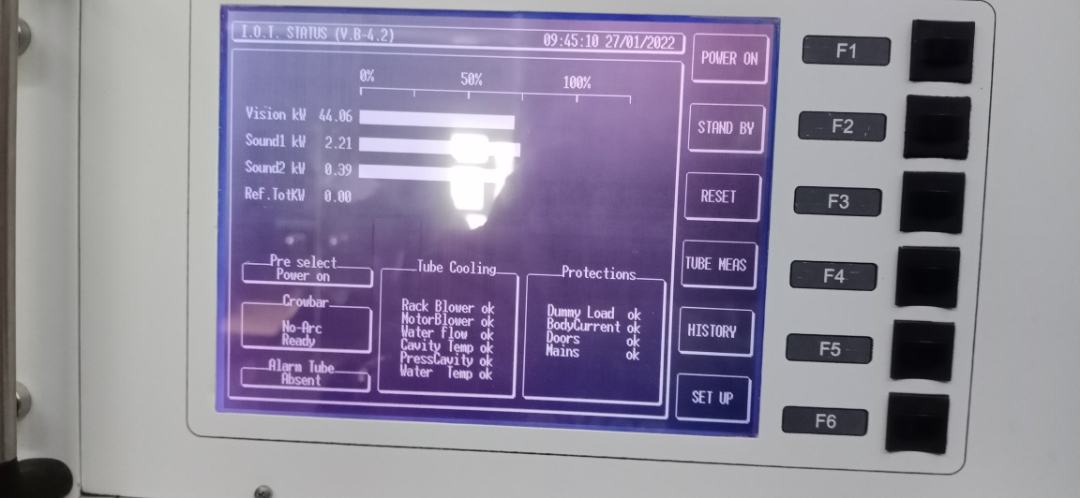 I.O.T. STATUS (V.B-4.2)
09:45:10 27/01/2022
0% 50% 100%
Vision kW 44.06
Sound1 kW 2.21
Sound2 kW 0.39
Ref.TotKW 0.00
Pre select
Power on
Crowbar
No-Arc
Ready
Alarm Tube
Absent
Tube Cooling
Rack Blower ok
MotorBlower ok
Water flow ok
Cavity Temp ok
PressCavity ok
Water Temp ok
Protections
Dummy Load ok
BodyCurrent ok
Doors ok
Mains ok
POWER ON
STAND BY
RESET
TUBE MEAS
HISTORY
SET UP
F1
F2
F3
F4
F5
F6